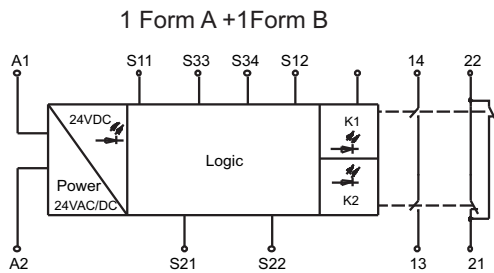 1 Form A +1Form B
A1 S11 S33 S34 S12 14 22
24VDC
K1
Logic
Power
24VAC/DC
K2
A2 S21 S22 13 21